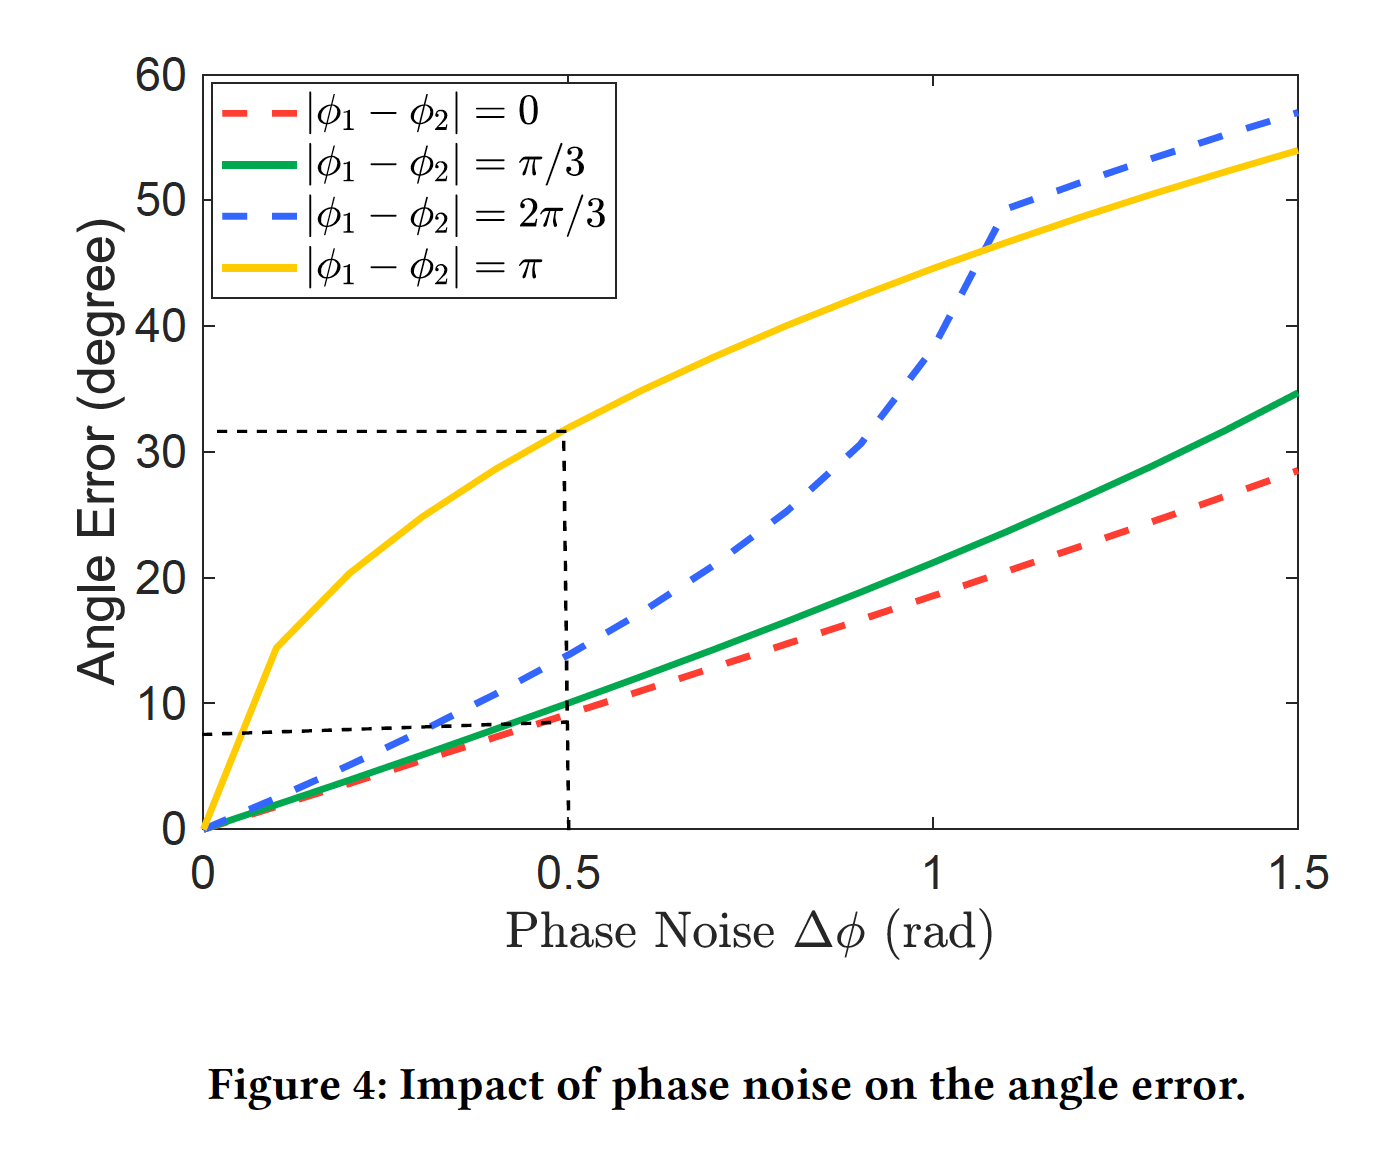 60
|ϕ₁ − ϕ₂| = 0
|ϕ₁ − ϕ₂| = π/3
|ϕ₁ − ϕ₂| = 2π/3
|ϕ₁ − ϕ₂| = π
50
40
30
20
10
0
Angle Error (degree)
0 0.5 1 1.5
Phase Noise Δϕ (rad)
Figure 4: Impact of phase noise on the angle error.